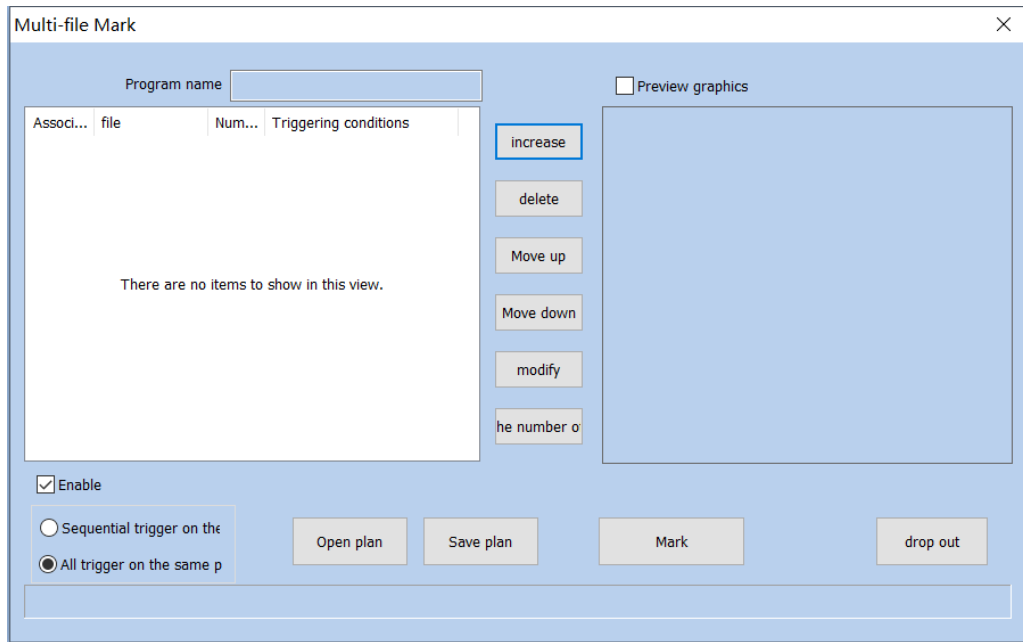 Multi-file Mark
Program name
Preview graphics
Associ... file Num... Triggering conditions
There are no items to show in this view.
increase
delete
Move up
Move down
modify
he number o
Enable
Sequential trigger on the
All trigger on the same p
Open plan
Save plan
Mark
drop out